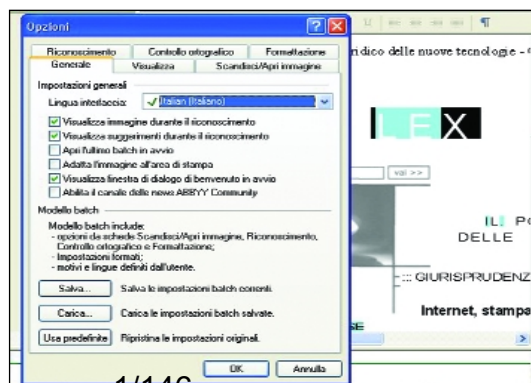 Opzioni
Riconoscimento Controllo ortografico Formattazione
Generale Visualizza Scandisci/Apri immagine
Impostazioni generali
Lingua interfaccia: Italian (Italiano)
Visualizza immagine durante il riconoscimento
Visualizza suggerimenti durante il riconoscimento
Apri l'ultimo batch in avvio
Adatta l'immagine all'area di stampa
Visualizza finestra di dialogo di benvenuto in avvio
Abilita il canale delle news ABBYY Community
Modello batch
Modello batch include:
- opzioni da schede Scandisci/Apri immagine, Riconoscimento,
Controllo ortografico e Formattazione;
- Impostazioni formati;
- motivi e lingue definiti dall'utente.
Salva... Salva le impostazioni batch correnti.
Carica... Carica le impostazioni batch salvate.
Usa predefinite Ripristina le impostazioni originali.
OK Annulla
1/146
ridico delle nuove tecnologie -
LEX
vai >>
IL P
DELLE
::: GIURISPRUDENZ
Internet, stampa
SE